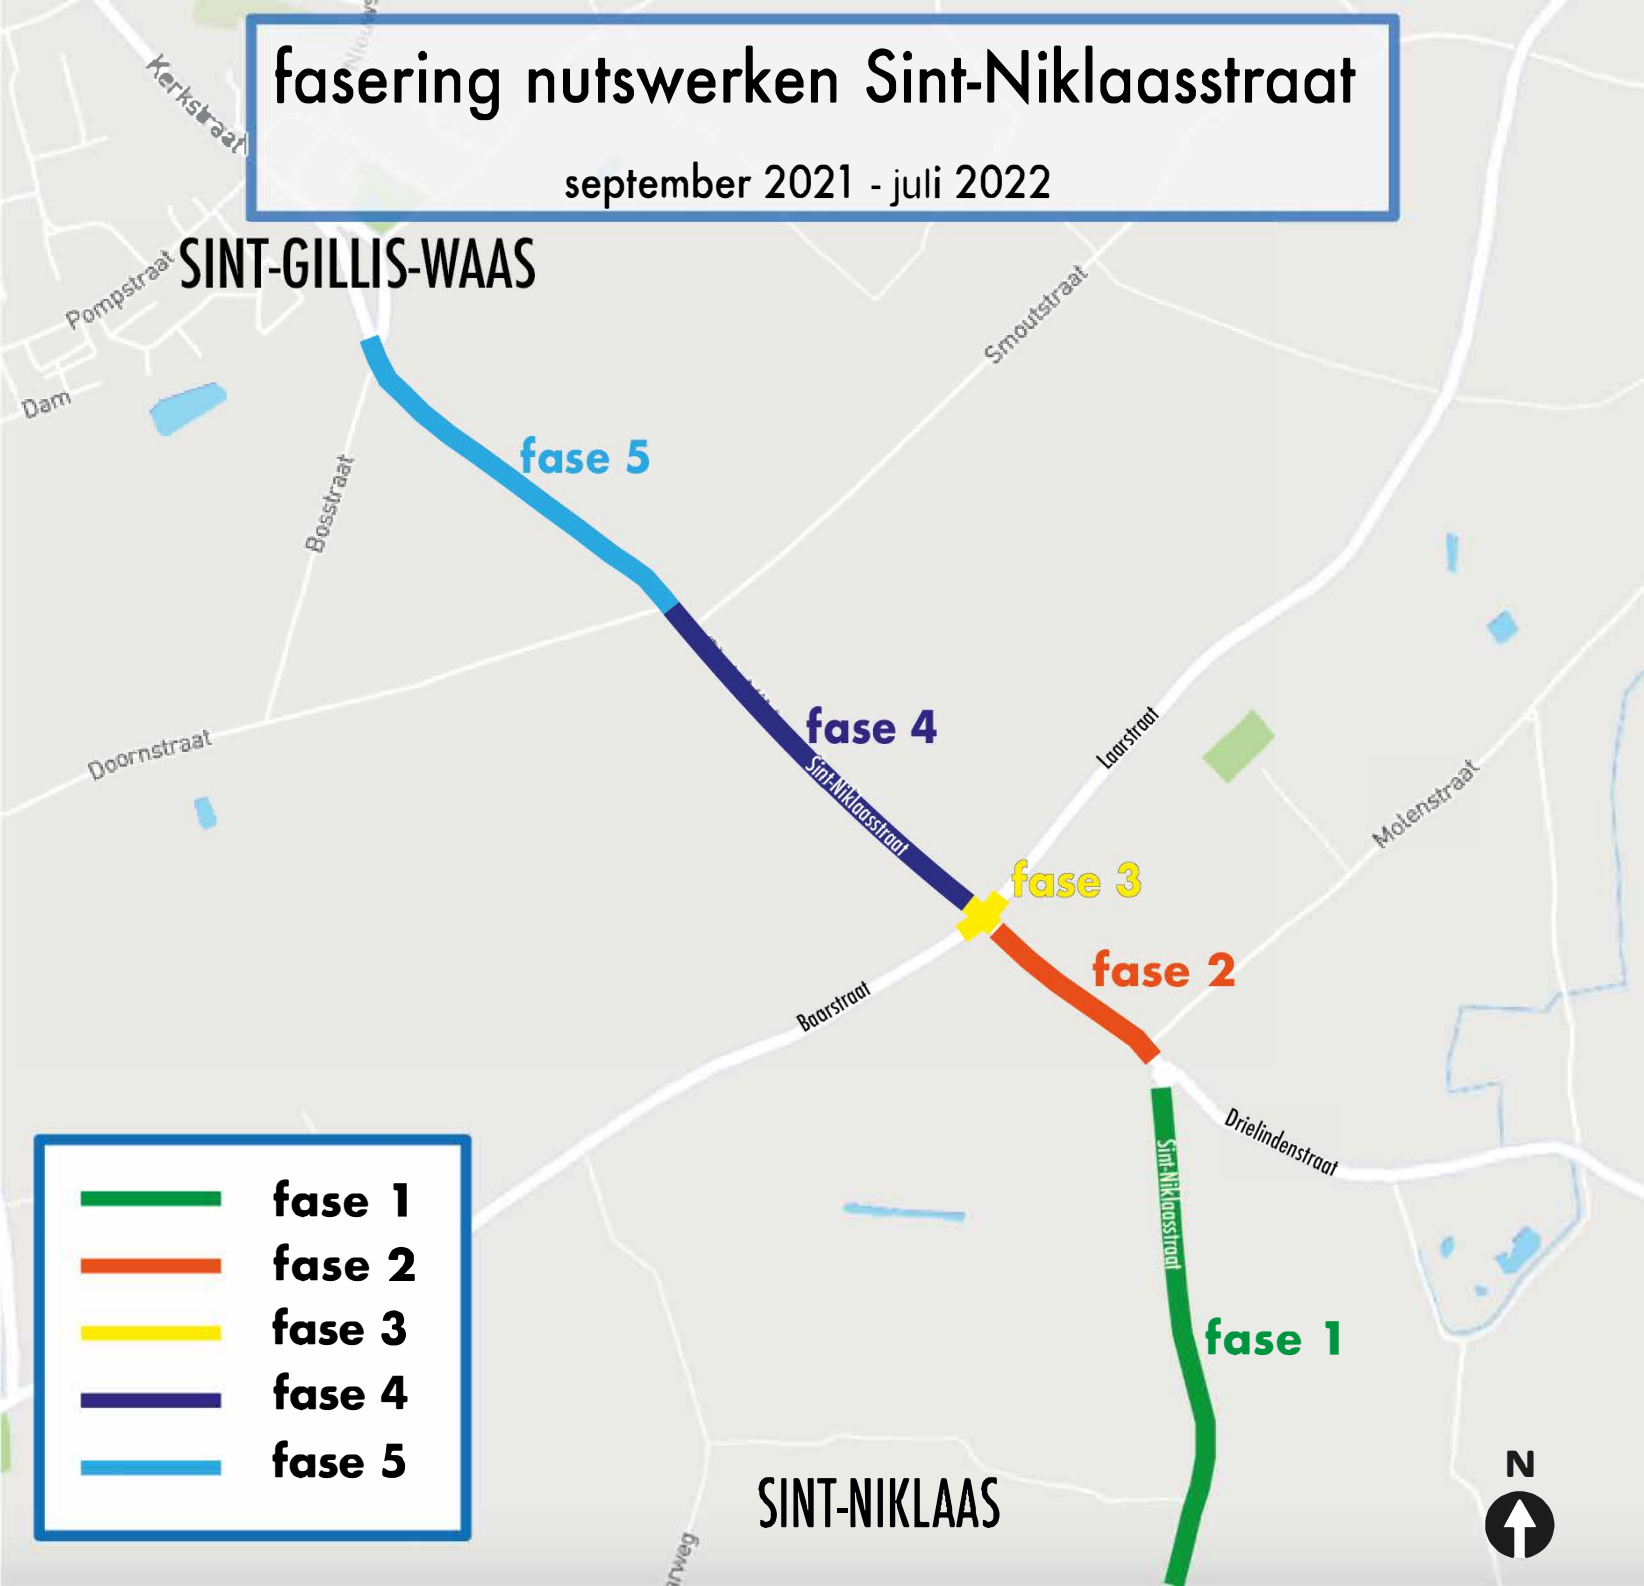 fasering nutswerken Sint-Niklaasstraat
september 2021 - juli 2022
Kerkstraat
SINT-GILLIS-WAAS
Pompstraat
Smoutstraat
Dam
fase 5
Bosstraat
fase 4
Laarstraat
Doornstraat
Sint-Niklaasstraat
Molenstraat
fase 3
fase 2
Baarstraat
Drielindenstraat
Sint-Niklaasstraat
fase 1
fase 1
fase 2
fase 3
fase 4
fase 5
SINT-NIKLAAS
N